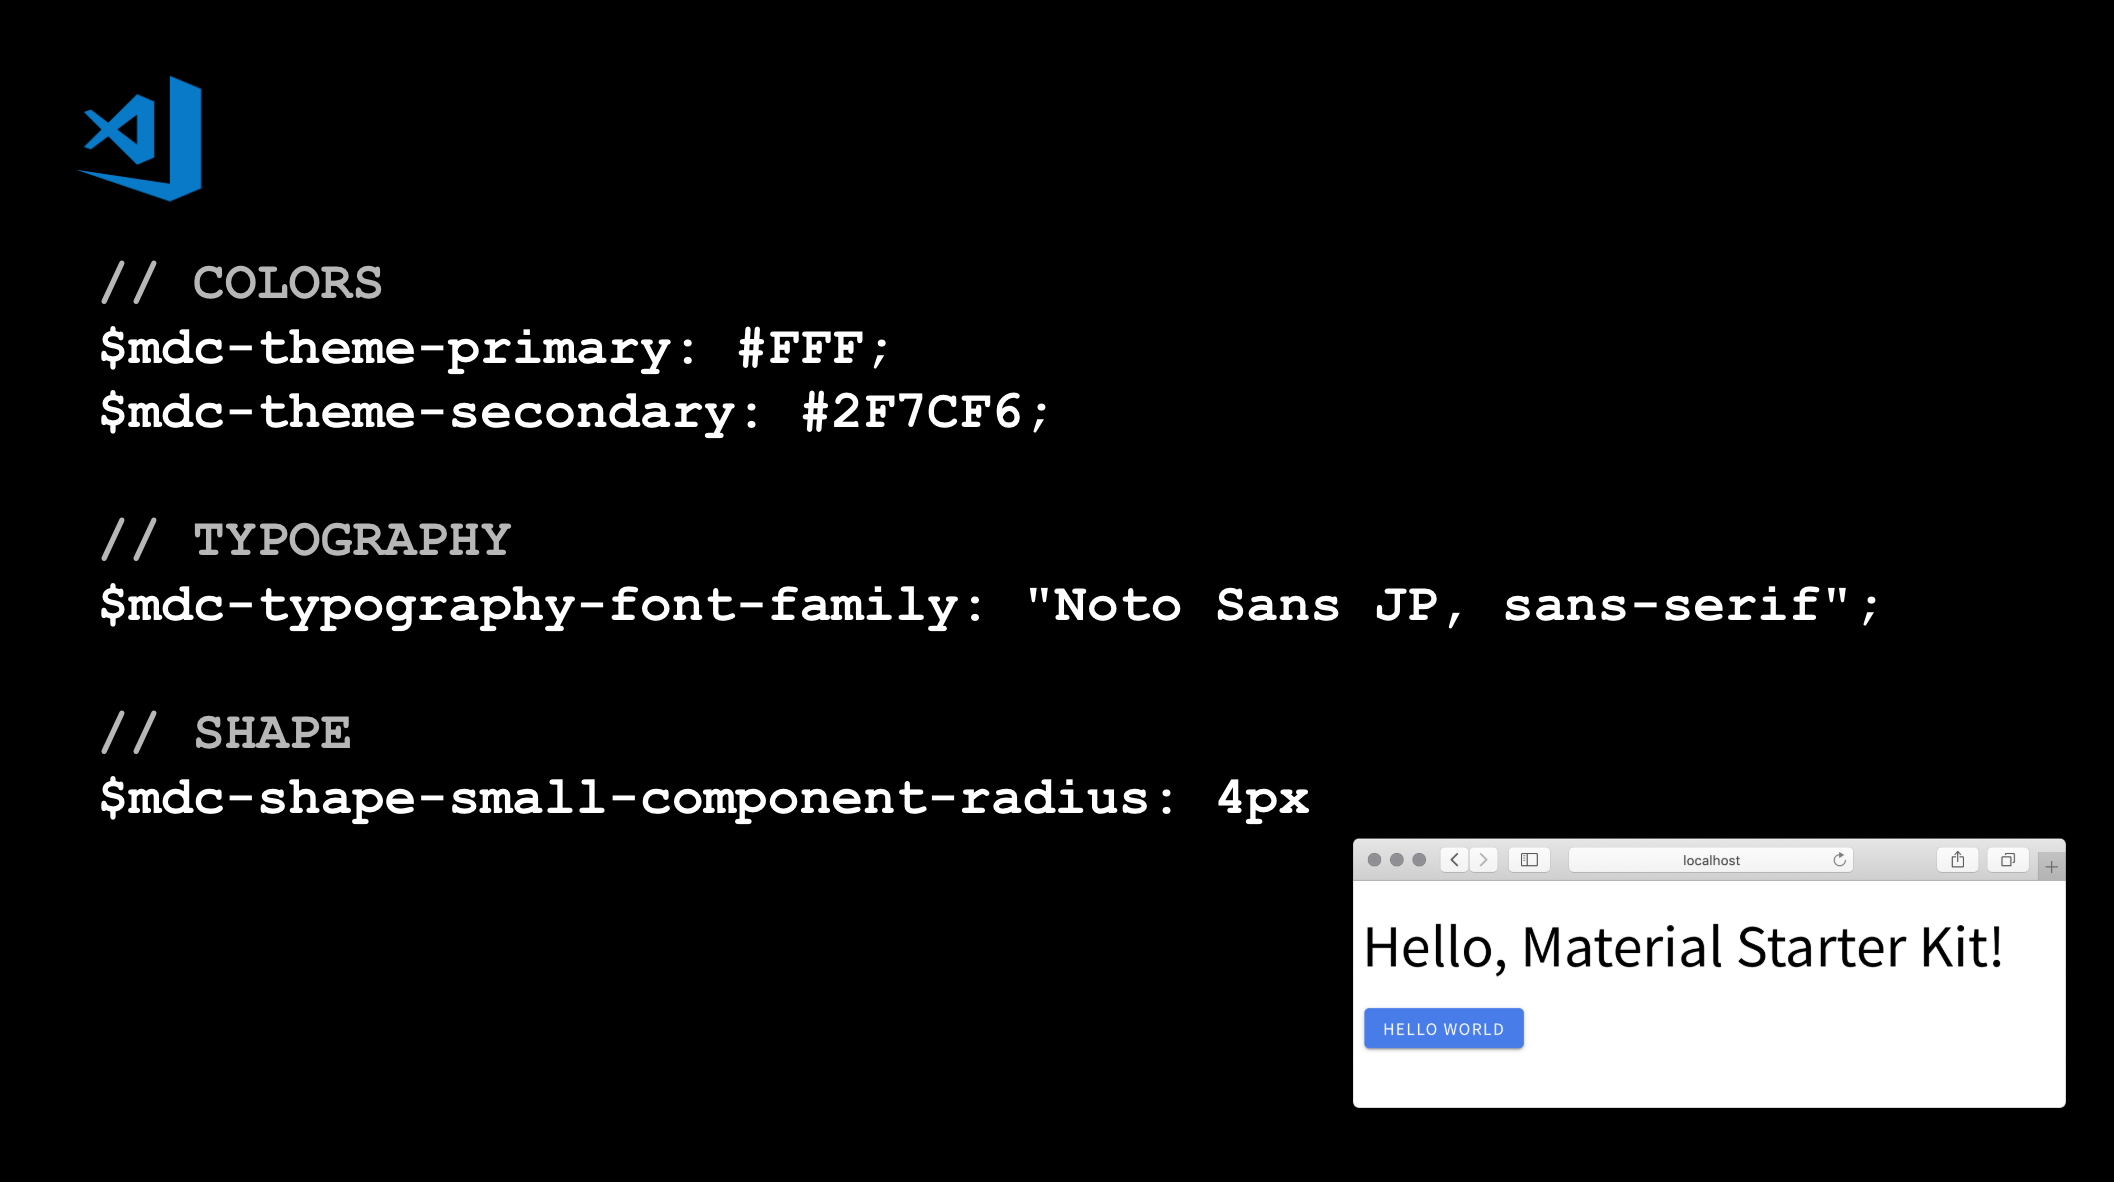 // COLORS
$mdc-theme-primary: #FFF;
$mdc-theme-secondary: #2F7CF6;
// TYPOGRAPHY
$mdc-typography-font-family: "Noto Sans JP, sans-serif";
// SHAPE
$mdc-shape-small-component-radius: 4px
localhost
Hello, Material Starter Kit!
HELLO WORLD